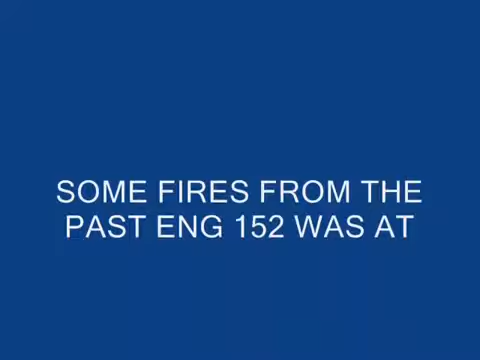 SOME FIRES FROM THE
PAST ENG 152 WAS AT